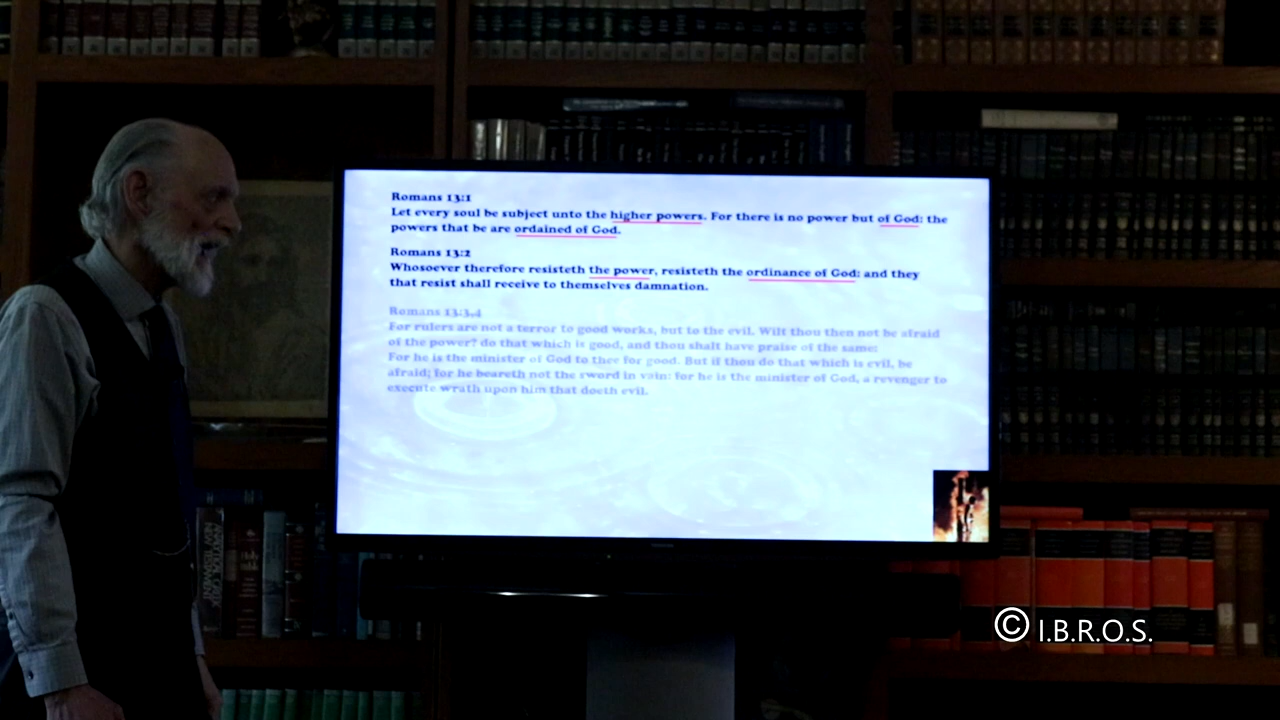 Romans 13:1
Let every soul be subject unto the higher powers. For there is no power but of God: the
powers that be are ordained of God.
Romans 13:2
Whosoever therefore resisteth the power, resisteth the ordinance of God: and they
that resist shall receive to themselves damnation.
Romans 13:3,4
For rulers are not a terror to good works, but to the evil. Wilt thou then not be afraid
of the power? do that which is good, and thou shalt have praise of the same:
For he is the minister of God to thee for good. But if thou do that which is evil, be
afraid; for he beareth not the sword in vain: for he is the minister of God, a revenger to
execute wrath upon him that doeth evil.
© I.B.R.O.S.